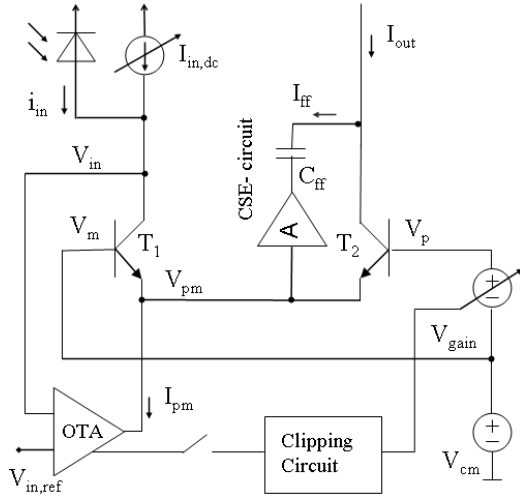 I_in,dc
I_out
i_in
I_ff
CSE- circuit
C_ff
V_in
A
V_m
T_1
T_2
V_p
V_pm
V_gain
I_pm
OTA
Clipping
Circuit
V_in,ref
V_cm
+
−
+
−